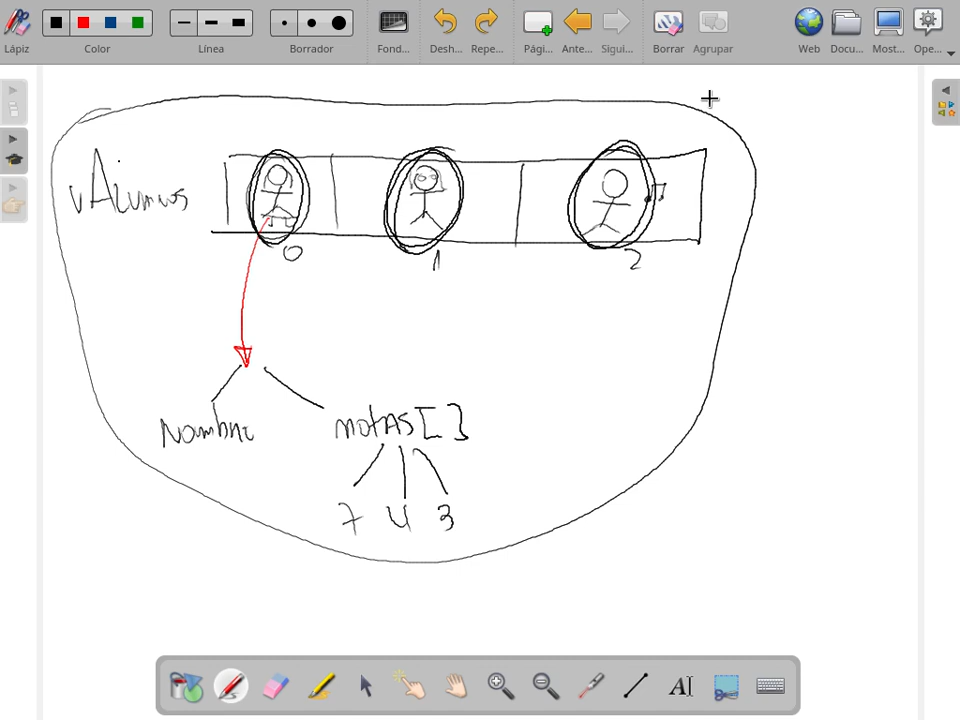 Lápiz Color Línea Borrador Fond... Desh... Repe... Pági... Ante... Sigui... Borrar Agrupar Web Docu... Most... Ope...
vAlumnos
0 1 2
Nombre notas[ ]
7 4 3
AI